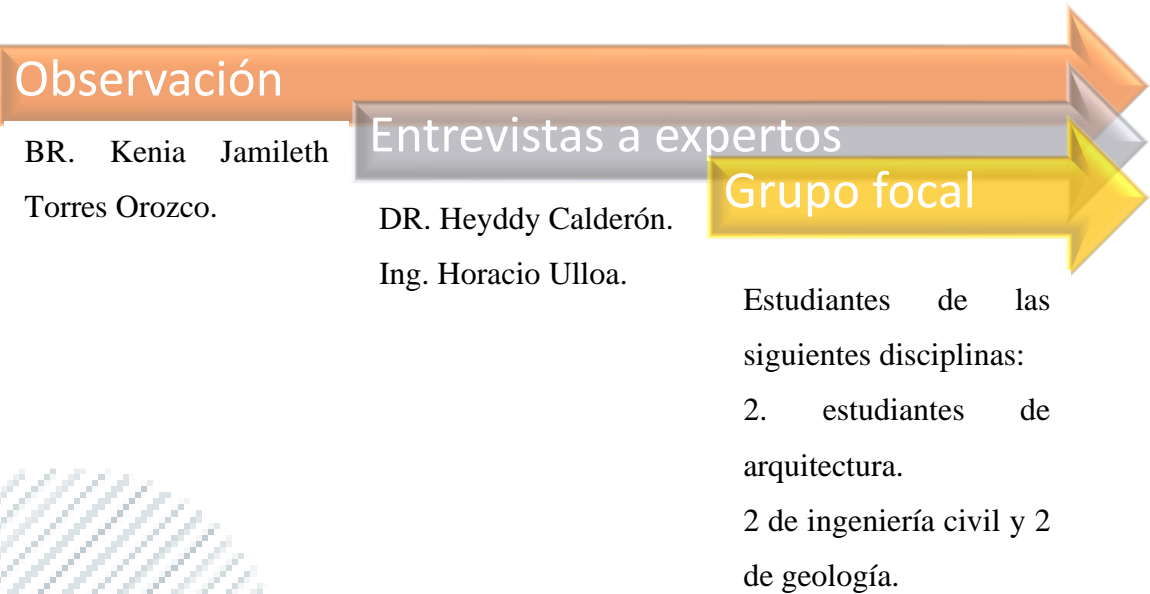 Observación
BR. Kenia Jamileth
Torres Orozco.
Entrevistas a expertos
DR. Heyddy Calderón.
Ing. Horacio Ulloa.
Grupo focal
Estudiantes de las
siguientes disciplinas:
2. estudiantes de
arquitectura.
2 de ingeniería civil y 2
de geología.